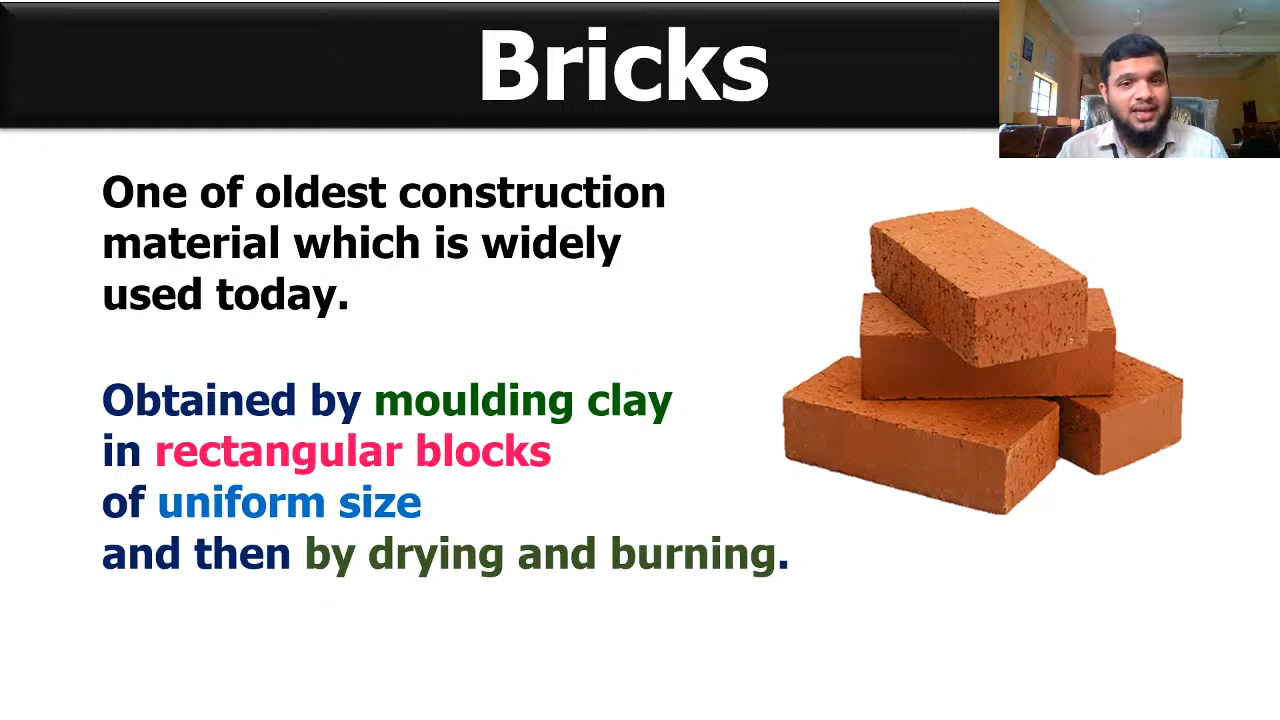 Bricks
One of oldest construction
material which is widely
used today.
Obtained by moulding clay
in rectangular blocks
of uniform size
and then by drying and burning.